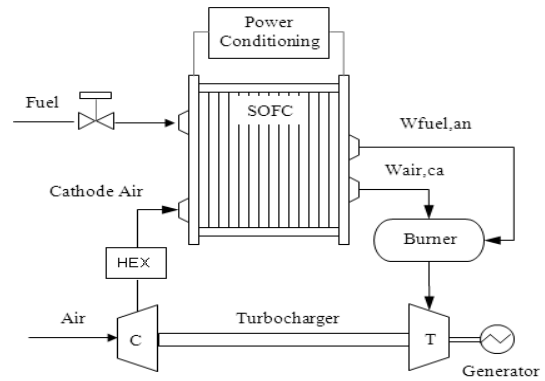 Power
Conditioning
Fuel
SOFC
Wfuel,an
Wair,ca
Cathode Air
Burner
HEX
Air
Turbocharger
C
T
Generator